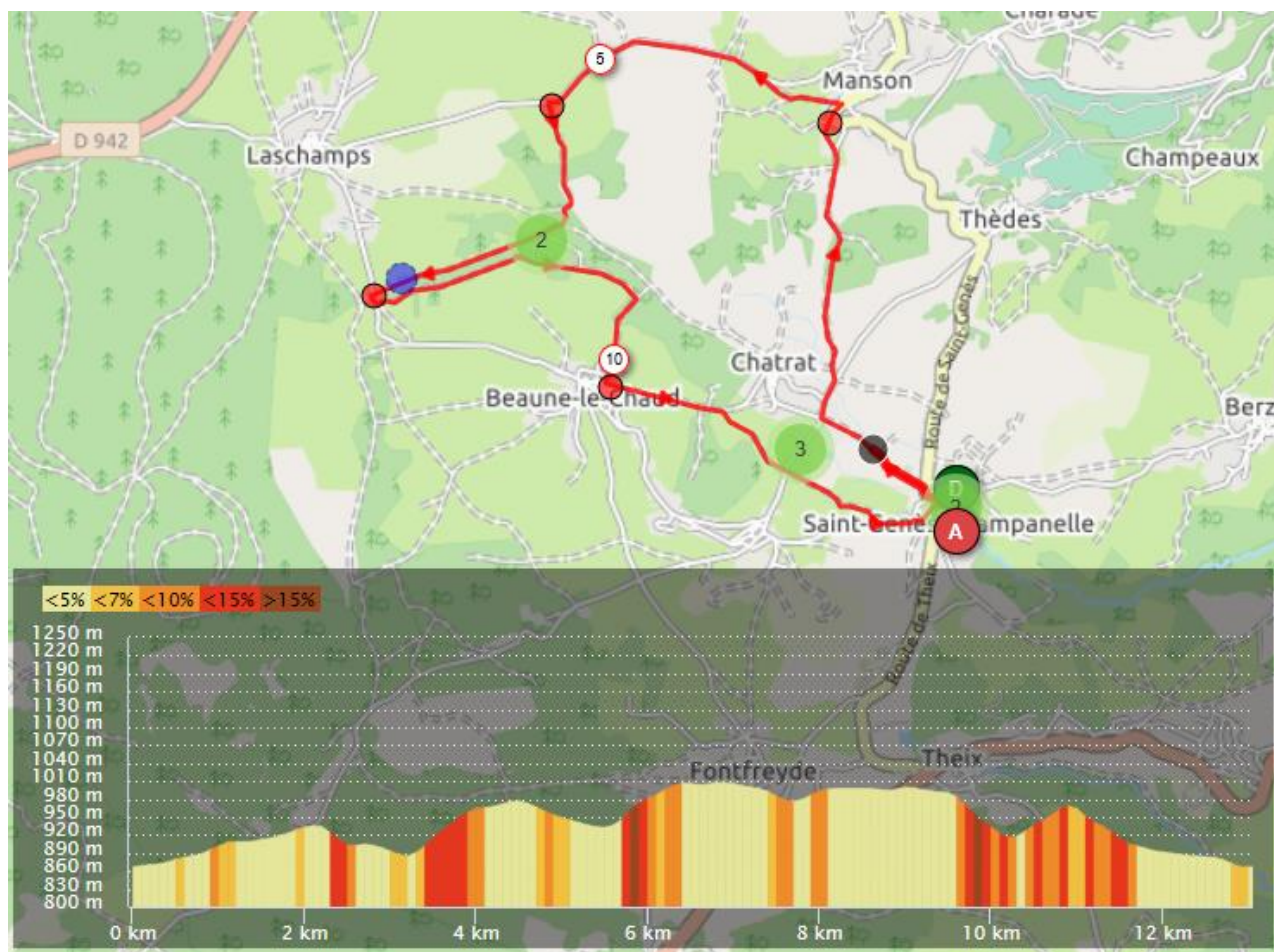 Charade
5
Manson
D 942
Laschamps
Champeaux
Thèdes
2
Route de Saint-Genès
Chatrat
10
Beaune-le-Chaud
Berz
3
D
A
Route de Theix
<5% <7% <10% <15% >15%
1250 m
1220 m
1190 m
1160 m
1130 m
1100 m
1070 m
1040 m
1010 m
980 m
950 m
920 m
890 m
860 m
830 m
800 m
Fontfreyde
Theix
0 km 2 km 4 km 6 km 8 km 10 km 12 km